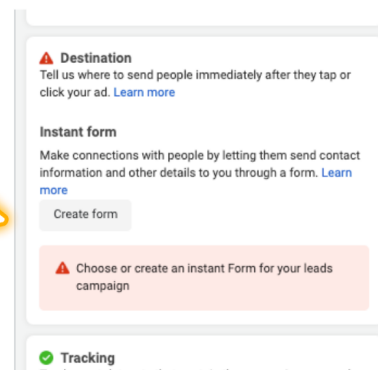 Destination
Tell us where to send people immediately after they tap or
click your ad. Learn more
Instant form
Make connections with people by letting them send contact
information and other details to you through a form. Learn
more
Create form
Choose or create an instant Form for your leads
campaign
Tracking